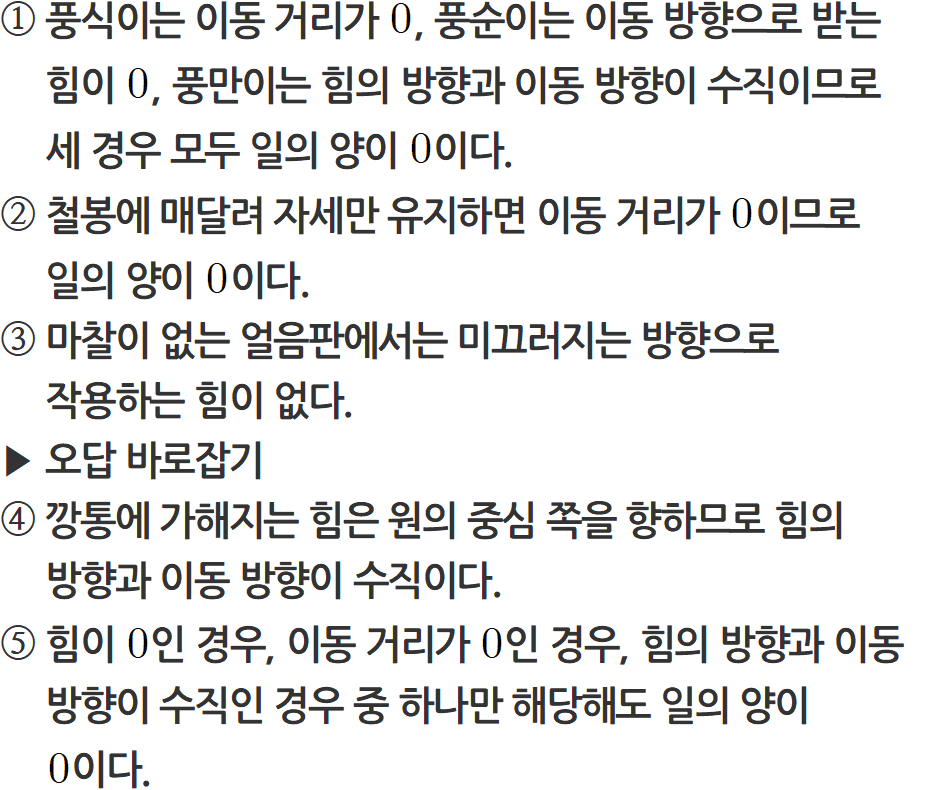 ① 풍식이는 이동 거리가 0, 풍순이는 이동 방향으로 받는
힘이 0, 풍만이는 힘의 방향과 이동 방향이 수직이므로
세 경우 모두 일의 양이 0이다.
② 철봉에 매달려 자세만 유지하면 이동 거리가 0이므로
일의 양이 0이다.
③ 마찰이 없는 얼음판에서는 미끄러지는 방향으로
작용하는 힘이 없다.
▶ 오답 바로잡기
④ 깡통에 가해지는 힘은 원의 중심 쪽을 향하므로 힘의
방향과 이동 방향이 수직이다.
⑤ 힘이 0인 경우, 이동 거리가 0인 경우, 힘의 방향과 이동
방향이 수직인 경우 중 하나만 해당해도 일의 양이
0이다.